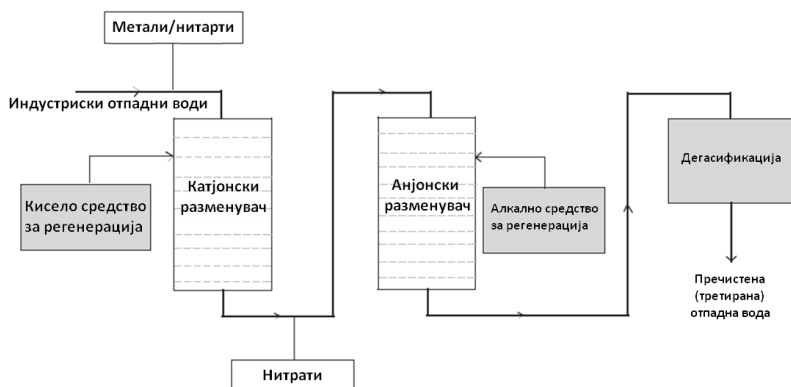 Метали/нитарти
Индустриски отпадни води
Катјонски
разменувач
Кисело средство
за регенерација
Нитрати
Анјонски
разменувач
Алкално средство
за регенерација
Дегасификација
Пречистена
(третирана)
отпадна вода